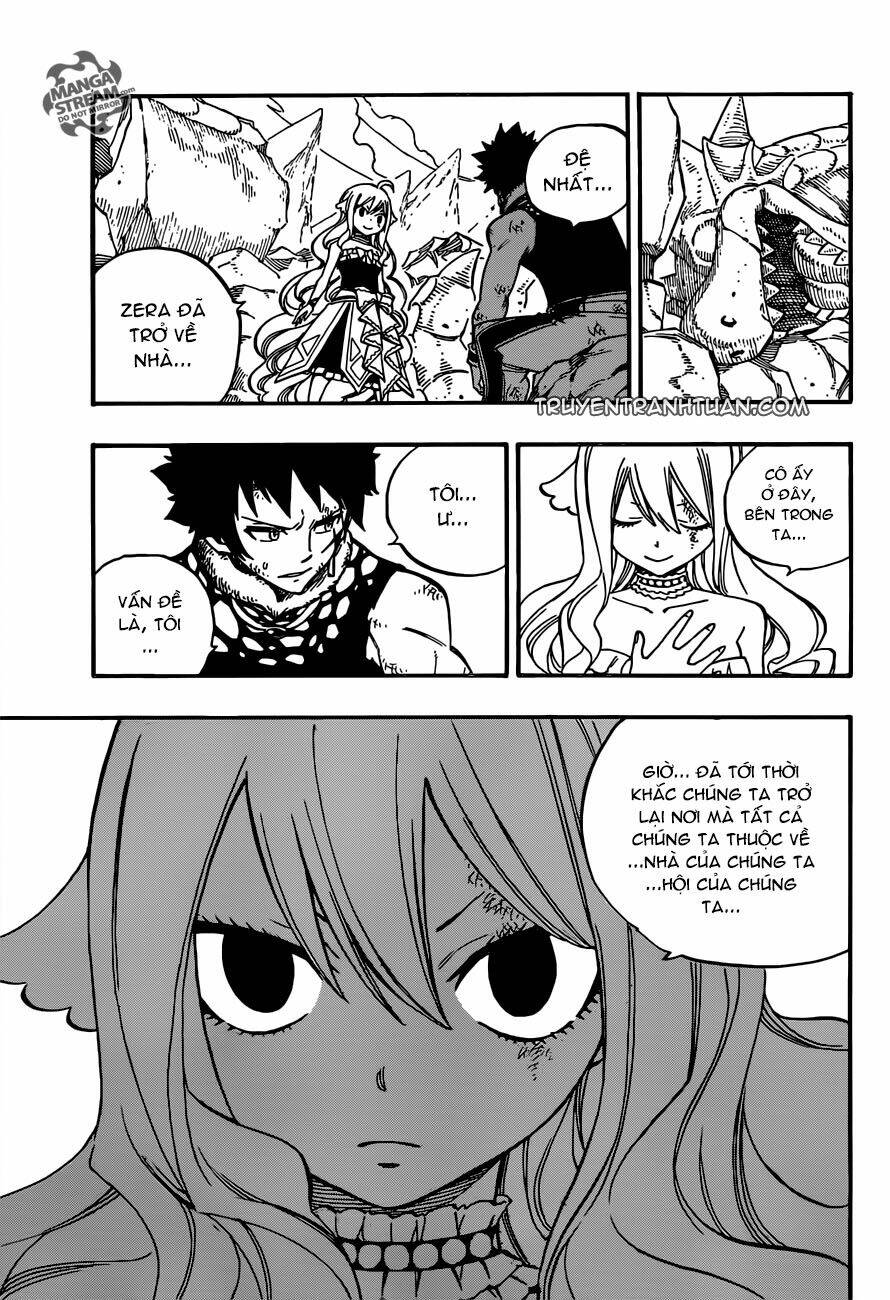 MANGA
STREAM.com
DO NOT MIRROR!
ĐỆ
NHẤT...
ZERA ĐÃ
TRỞ VỀ
NHÀ...
TRUYENTRANHTUAN.COM
CÔ ẤY
Ở ĐÂY,
BÊN TRONG
TA...
TÔI...
Ư...
VẤN ĐỀ
LÀ, TÔI
...
GIỜ... ĐÃ TỚI THỜI
KHẮC CHÚNG TA TRỞ
LẠI NƠI MÀ TẤT CẢ
CHÚNG TA THUỘC VỀ
...NHÀ CỦA CHÚNG TA
...HỘI CỦA CHÚNG
TA...